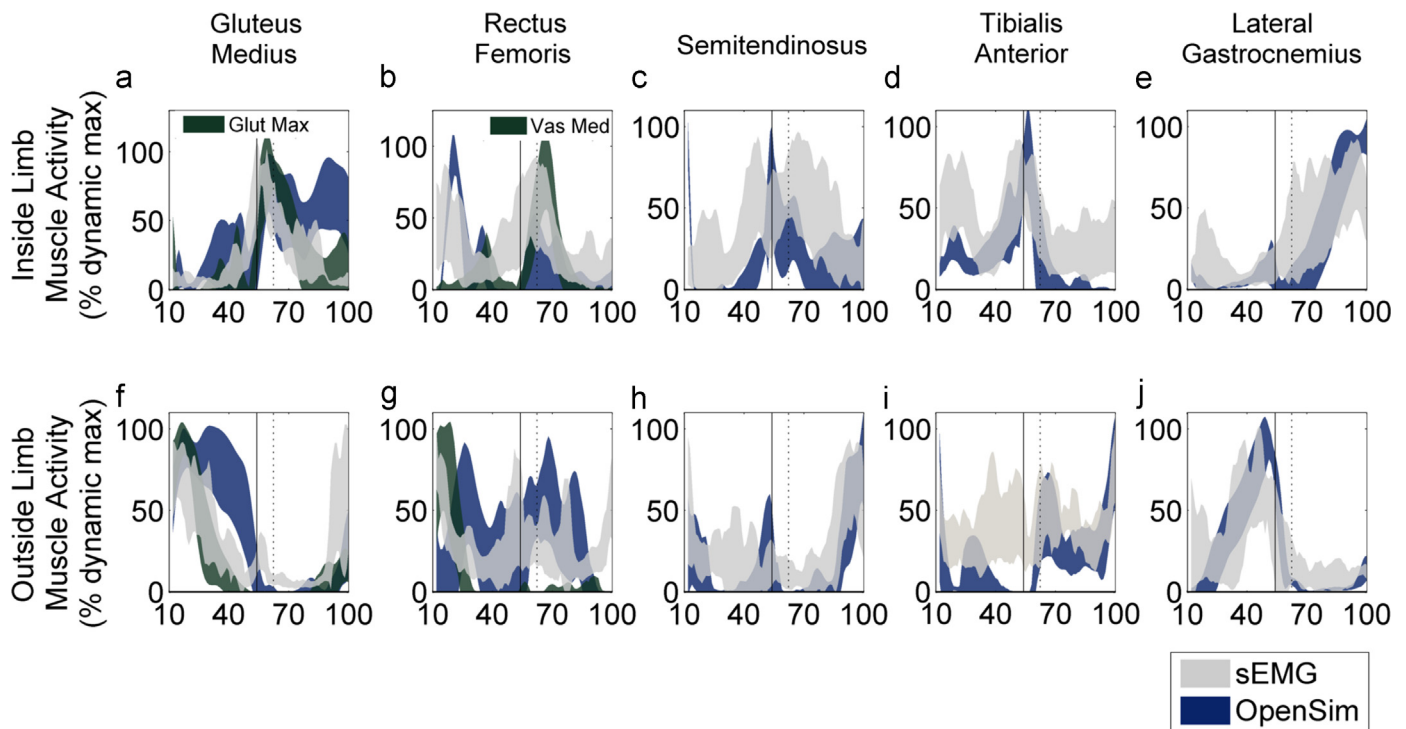 Gluteus
Medius
Rectus
Femoris
Semitendinosus
Tibialis
Anterior
Lateral
Gastrocnemius
a
b
c
d
e
Inside Limb
Muscle Activity
(% dynamic max)
Glut Max
Vas Med
100
50
0
100
50
0
100
50
0
100
50
0
100
50
0
10 40 70 100
10 40 70 100
10 40 70 100
10 40 70 100
10 40 70 100
f
g
h
i
j
Outside Limb
Muscle Activity
(% dynamic max)
100
50
0
100
50
0
100
50
0
100
50
0
100
50
0
10 40 70 100
10 40 70 100
10 40 70 100
10 40 70 100
10 40 70 100
sEMG
OpenSim